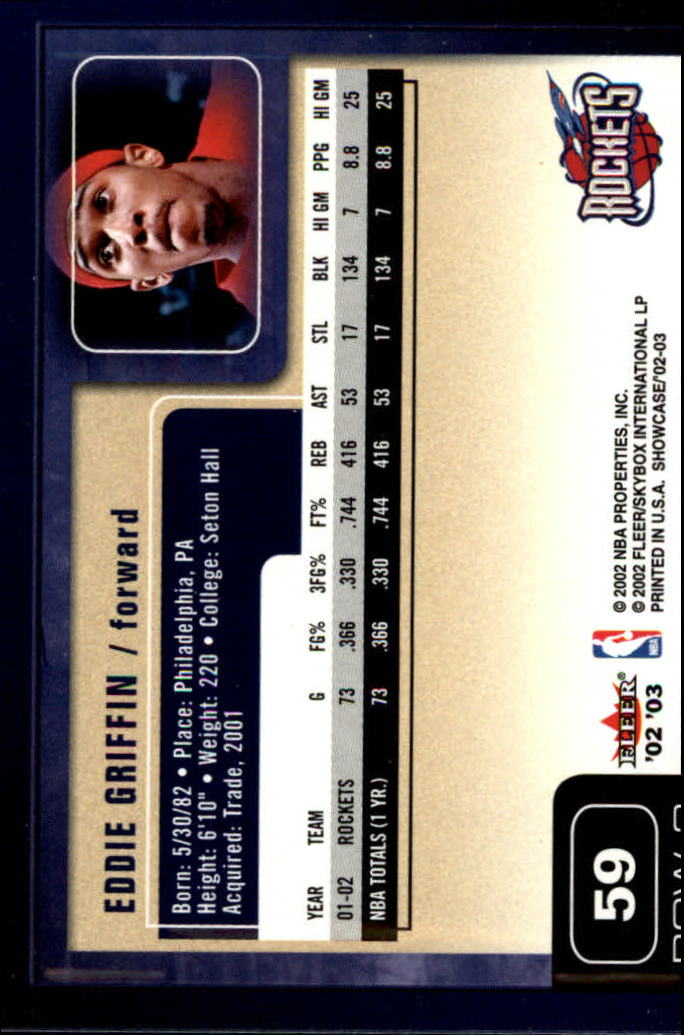 EDDIE GRIFFIN / forward
Born: 5/30/82 • Place: Philadelphia, PA
Height: 6'10" • Weight: 220 • College: Seton Hall
Acquired: Trade, 2001
YEAR TEAM G FG% 3FG% FT% REB AST STL BLK HI GM PPG HI GM
01-02 ROCKETS 73 .366 .330 .744 416 53 17 134 7 8.8 25
NBA TOTALS (1 YR.) 73 .366 .330 .744 416 53 17 134 7 8.8 25
59
FLEER®
'02 '03
NBA
© 2002 NBA PROPERTIES, INC.
© 2002 FLEER/SKYBOX INTERNATIONAL LP
PRINTED IN U.S.A. SHOWCASE/'02-03
ROCKETS